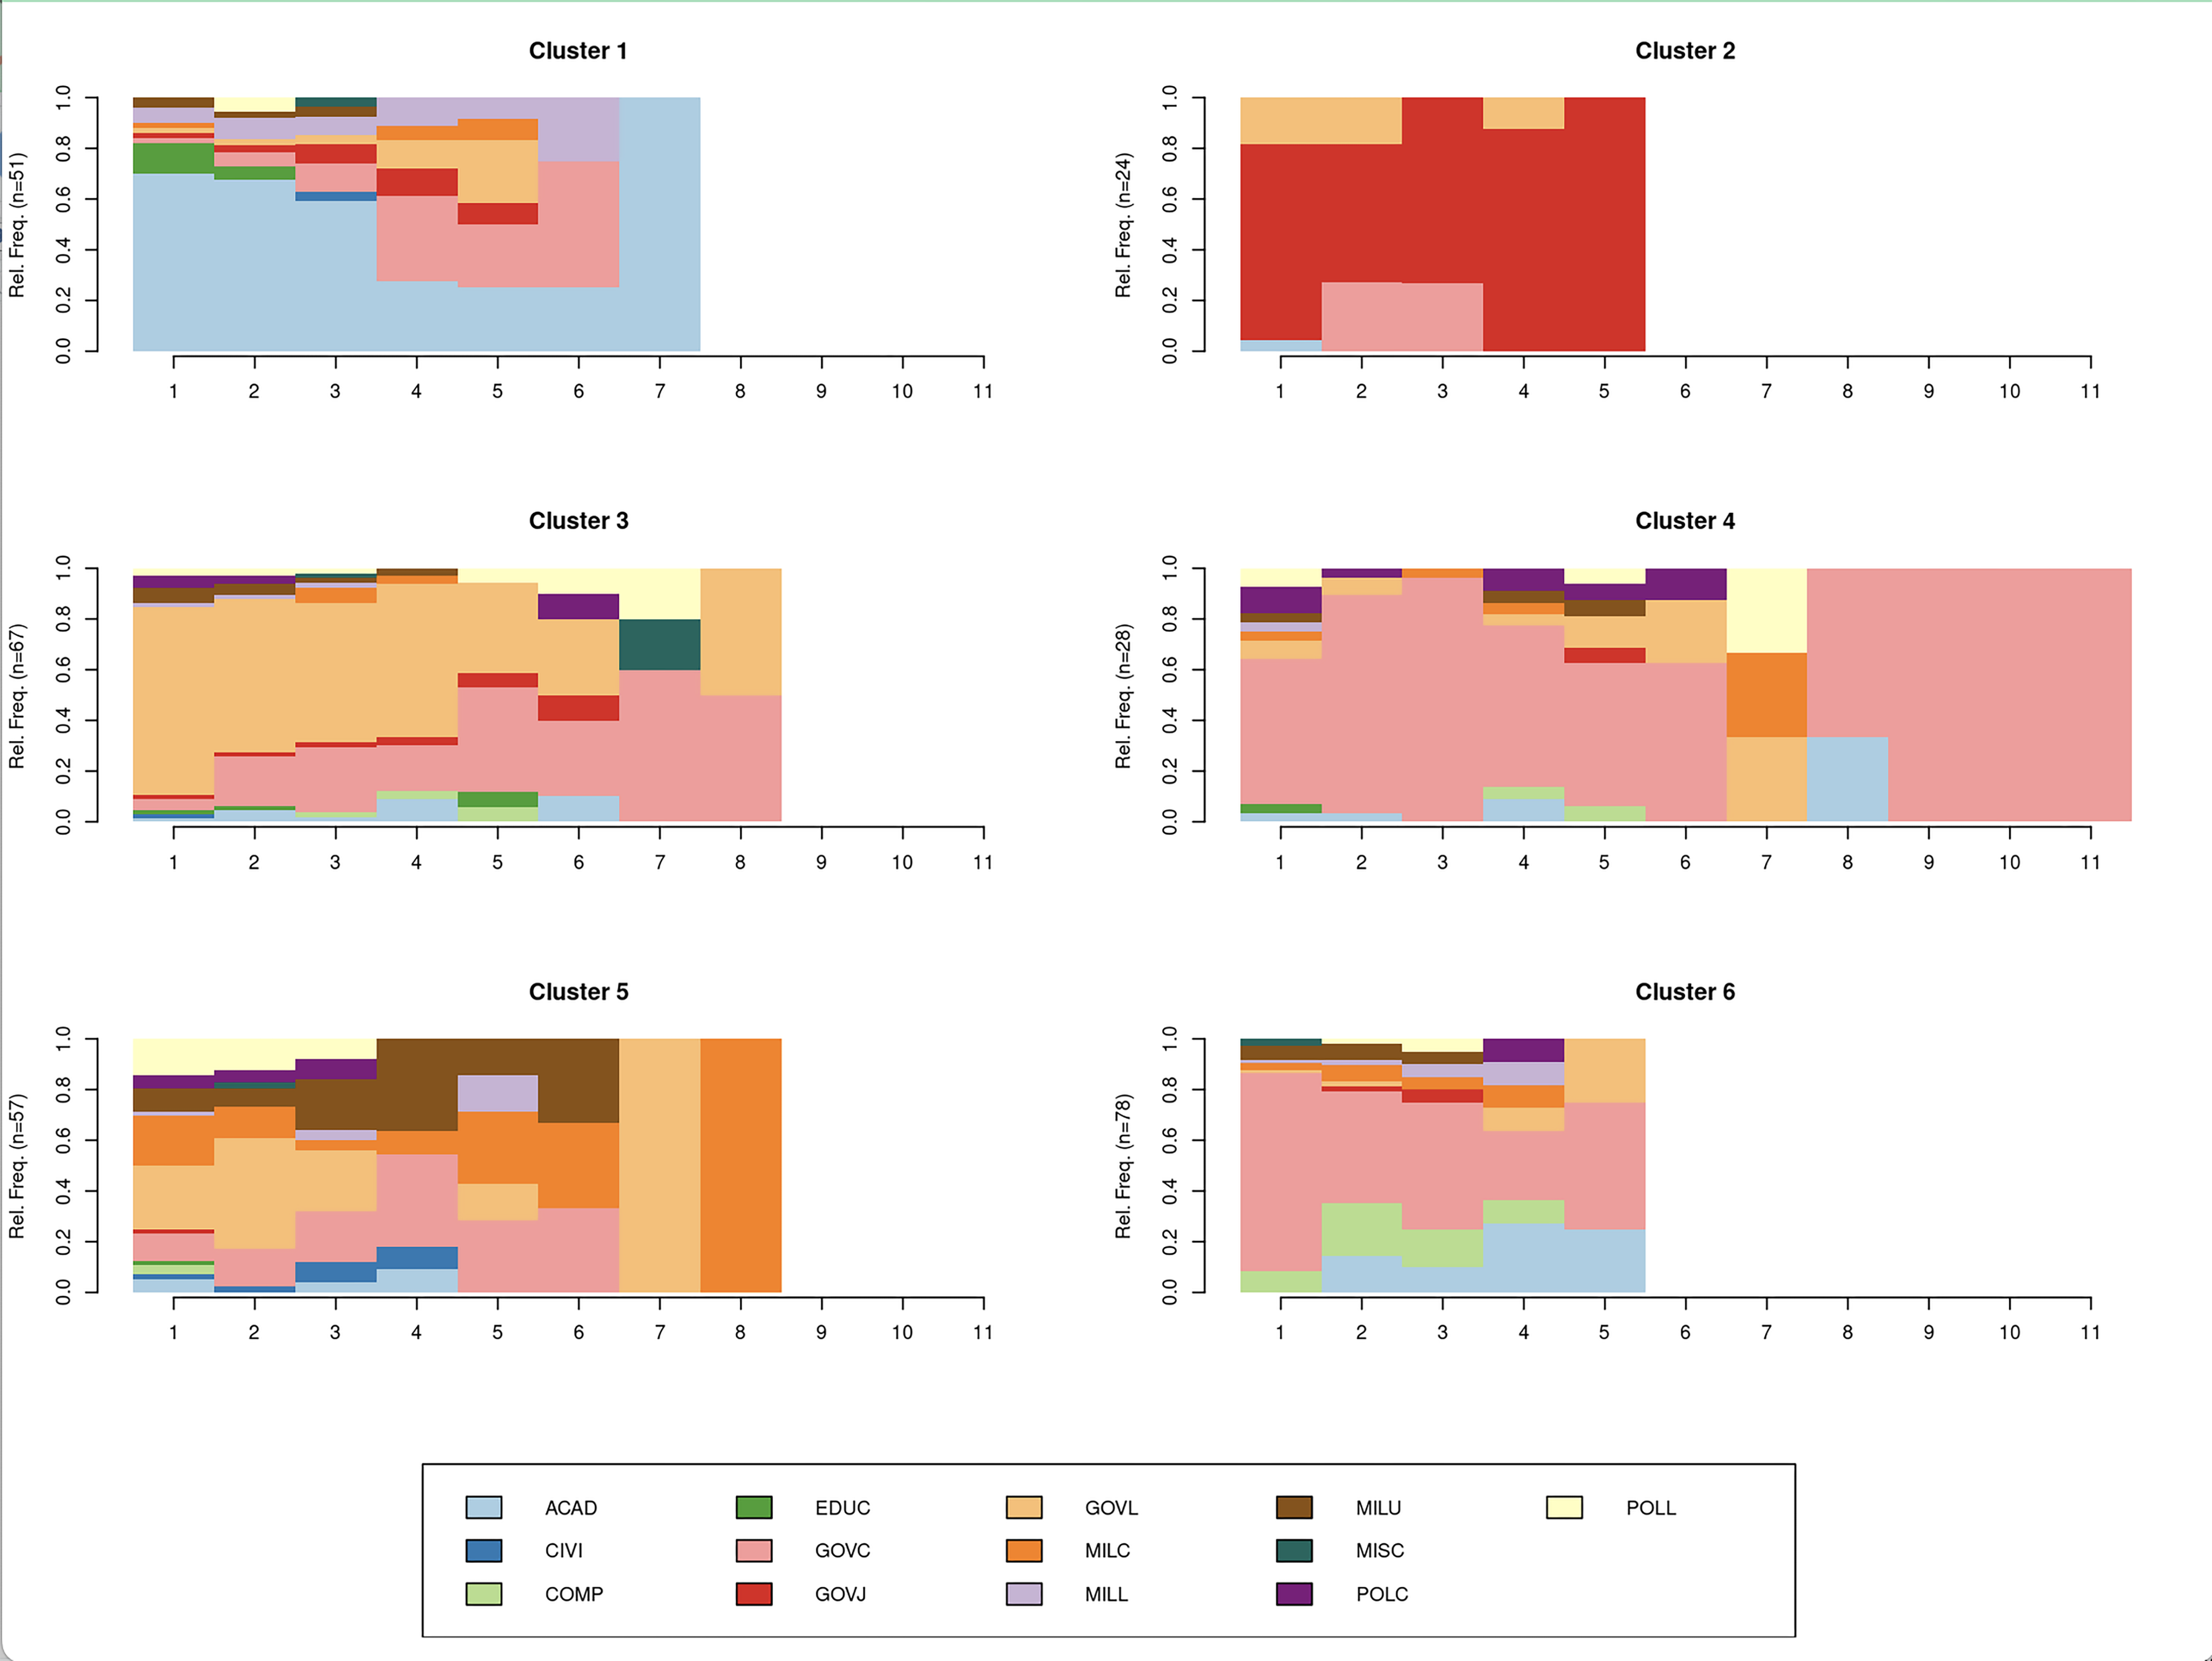 Cluster 1
Rel. Freq. (n=51)
0.0 0.2 0.4 0.6 0.8 1.0
1 2 3 4 5 6 7 8 9 10 11
Cluster 2
Rel. Freq. (n=24)
0.0 0.2 0.4 0.6 0.8 1.0
1 2 3 4 5 6 7 8 9 10 11
Cluster 3
Rel. Freq. (n=67)
0.0 0.2 0.4 0.6 0.8 1.0
1 2 3 4 5 6 7 8 9 10 11
Cluster 4
Rel. Freq. (n=28)
0.0 0.2 0.4 0.6 0.8 1.0
1 2 3 4 5 6 7 8 9 10 11
Cluster 5
Rel. Freq. (n=57)
0.0 0.2 0.4 0.6 0.8 1.0
1 2 3 4 5 6 7 8 9 10 11
Cluster 6
Rel. Freq. (n=78)
0.0 0.2 0.4 0.6 0.8 1.0
1 2 3 4 5 6 7 8 9 10 11
ACAD EDUC GOVL MILU POLL
CIVI GOVC MILC MISC
COMP GOVJ MILL POLC